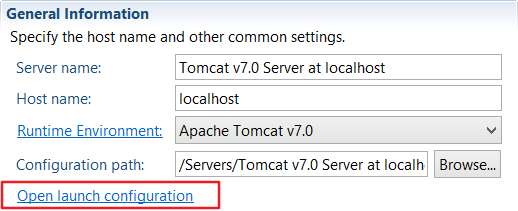 General Information
Specify the host name and other common settings.
Server name: Tomcat v7.0 Server at localhost
Host name: localhost
Runtime Environment: Apache Tomcat v7.0
Configuration path: /Servers/Tomcat v7.0 Server at localh Browse...
Open launch configuration